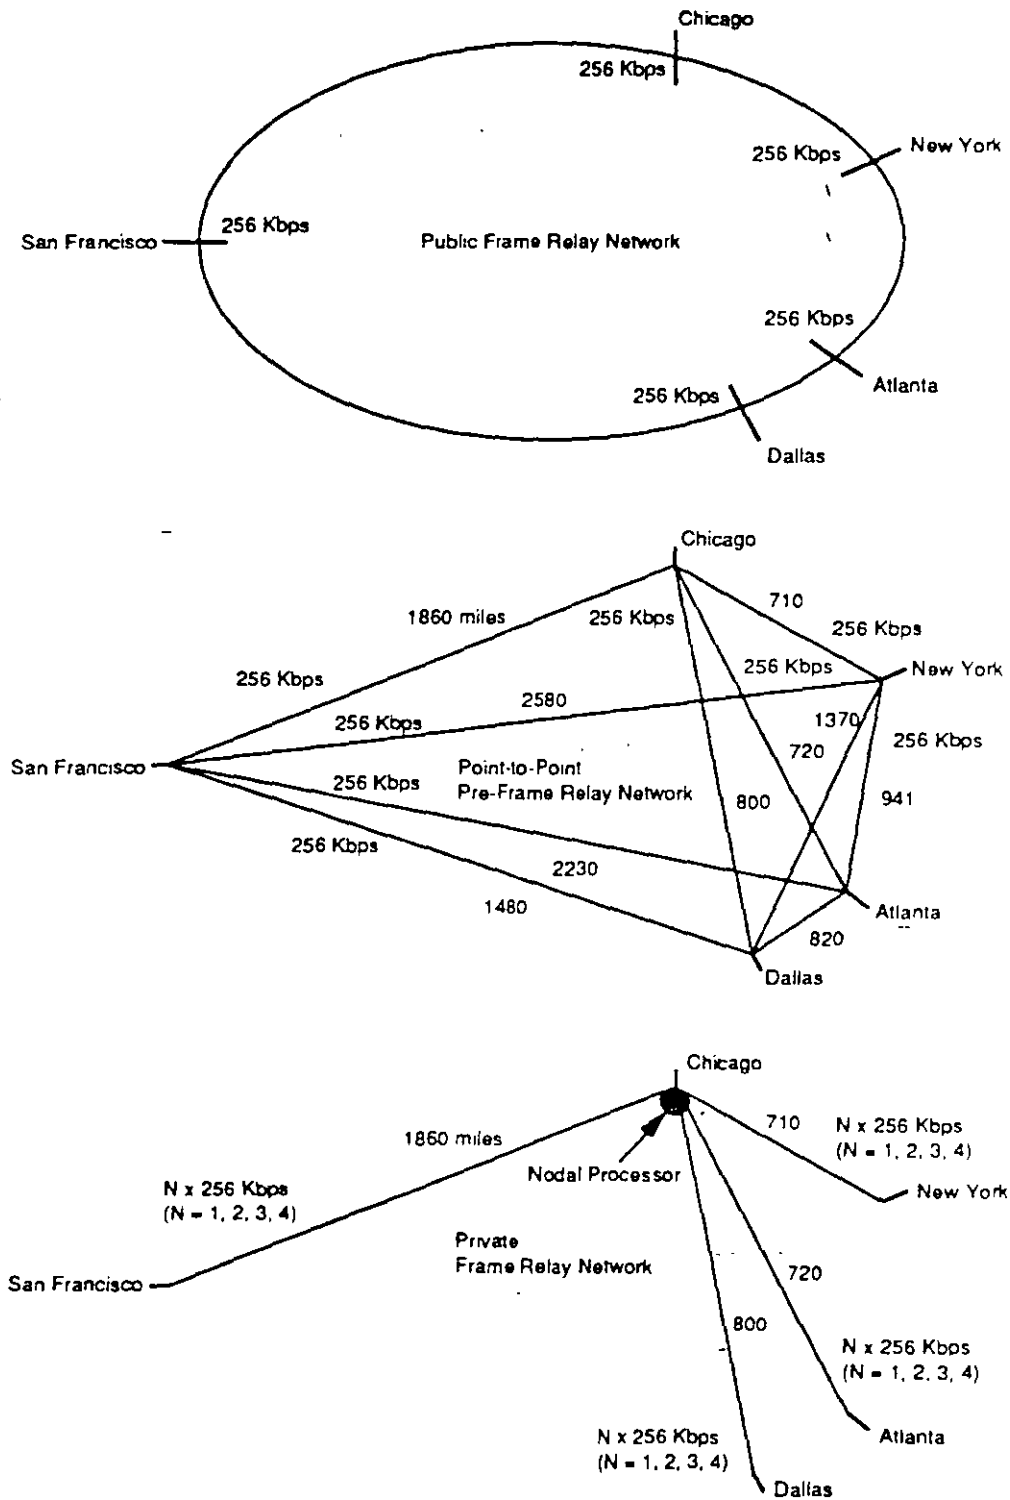 Chicago
256 Kbps
256 Kbps
New York
256 Kbps
San Francisco
Public Frame Relay Network
256 Kbps
Atlanta
256 Kbps
Dallas
Chicago
710
1860 miles
256 Kbps
256 Kbps
256 Kbps
New York
256 Kbps
2580
256 Kbps
1370
256 Kbps
720
San Francisco
Point-to-Point
Pre-Frame Relay Network
256 Kbps
800
941
256 Kbps
2230
1480
Atlanta
820
Dallas
Chicago
710
N x 256 Kbps
(N = 1, 2, 3, 4)
1860 miles
Nodal Processor
New York
N x 256 Kbps
(N = 1, 2, 3, 4)
Private
Frame Relay Network
San Francisco
720
800
N x 256 Kbps
(N = 1, 2, 3, 4)
N x 256 Kbps
(N = 1, 2, 3, 4)
Atlanta
Dallas